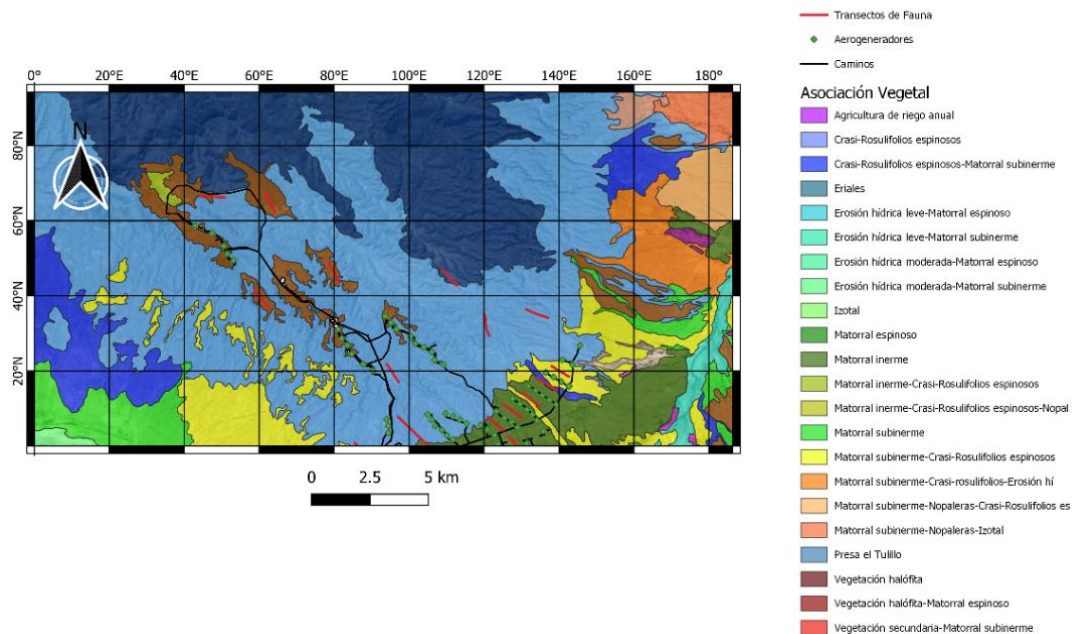 Transectos de Fauna
Aerogeneradores
Caminos
0° 20°E 40°E 60°E 80°E 100°E 120°E 140°E 160°E 180°
N
80°N
60°N
40°N
20°N
0 2.5 5 km
Asociación Vegetal
Agricultura de riego anual
Crasi-Rosulifolios espinosos
Crasi-Rosulifolios espinosos-Matorral subinerme
Eriales
Erosión hídrica leve-Matorral espinoso
Erosión hídrica leve-Matorral subinerme
Erosión hídrica moderada-Matorral espinoso
Erosión hídrica moderada-Matorral subinerme
Izotal
Matorral espinoso
Matorral inerme
Matorral inerme-Crasi-Rosulifolios espinosos
Matorral inerme-Crasi-Rosulifolios espinosos-Nopal
Matorral subinerme
Matorral subinerme-Crasi-Rosulifolios espinosos
Matorral subinerme-Crasi-rosulifolios-Erosión hí
Matorral subinerme-Nopaleras-Crasi-Rosulifolios es
Matorral subinerme-Nopaleras-Izotal
Presa el Tulillo
Vegetación halófita
Vegetación halófita-Matorral espinoso
Vegetación secundaria-Matorral subinerme